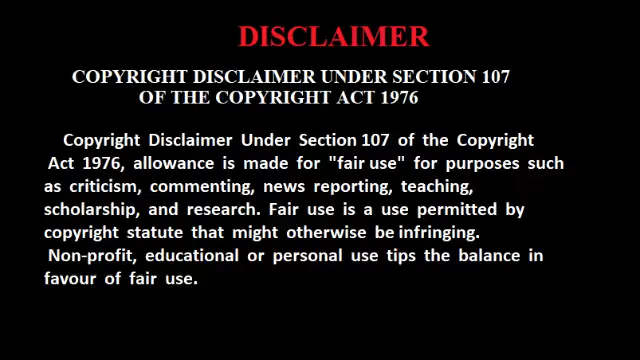 DISCLAIMER
COPYRIGHT DISCLAIMER UNDER SECTION 107
OF THE COPYRIGHT ACT 1976
Copyright Disclaimer Under Section 107 of the Copyright
Act 1976, allowance is made for "fair use" for purposes such
as criticism, commenting, news reporting, teaching,
scholarship, and research. Fair use is a use permitted by
copyright statute that might otherwise be infringing.
Non-profit, educational or personal use tips the balance in
favour of fair use.